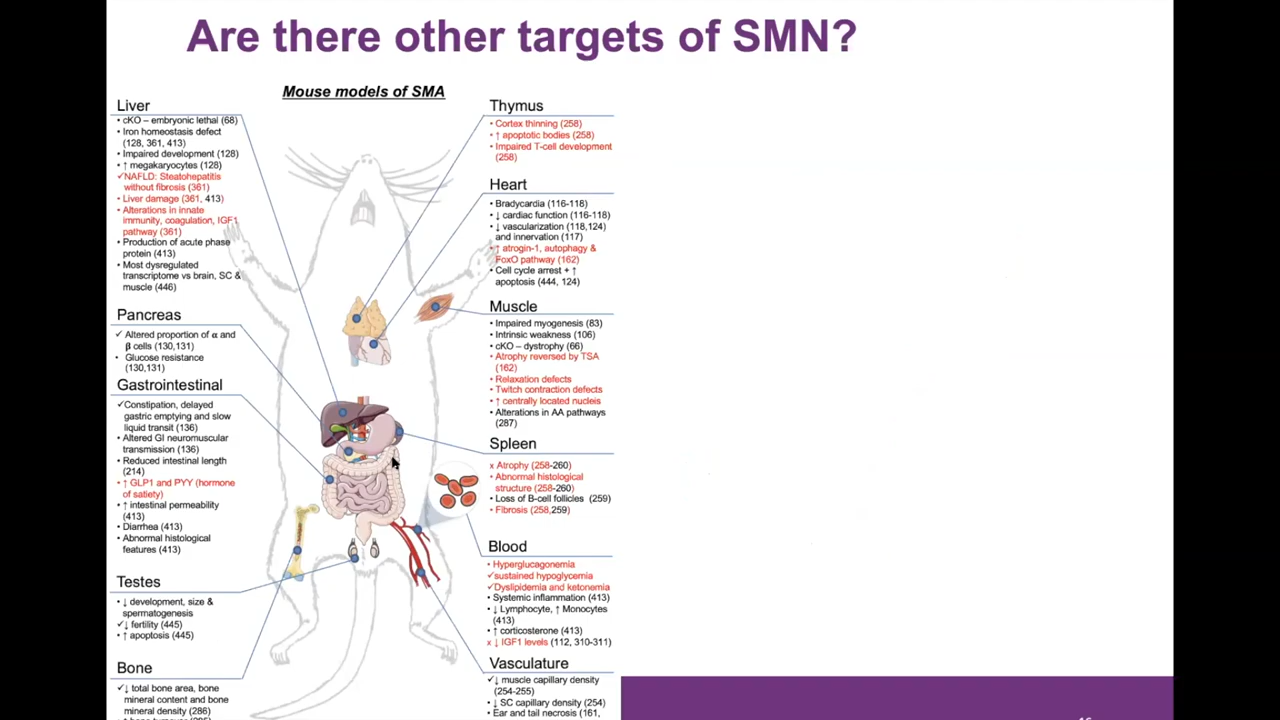 Are there other targets of SMN?
Mouse models of SMA
Liver
• cKO – embryonic lethal (68)
• Iron homeostasis defect
(128, 361, 413)
• Impaired development (128)
• ↑ megakaryocytes (128)
✓NAFLD: Steatohepatitis
without fibrosis (361)
• Liver damage (361, 413)
• Alterations in innate
immunity, coagulation, IGF1
pathway (361)
• Production of acute phase
protein (413)
• Most dysregulated
transcriptome vs brain, SC &
muscle (446)
Pancreas
✓ Altered proportion of α and
β cells (130,131)
• Glucose resistance
(130,131)
Gastrointestinal
✓Constipation, delayed
gastric emptying and slow
liquid transit (136)
• Altered GI neuromuscular
transmission (136)
• Reduced intestinal length
(214)
• ↑ GLP1 and PYY (hormone
of satiety)
• ↑ intestinal permeability
(413)
• Diarrhea (413)
• Abnormal histological
features (413)
Testes
• ↓ development, size &
spermatogenesis
✓↓ fertility (445)
• ↑ apoptosis (445)
Bone
✓↓ total bone area, bone
mineral content and bone
mineral density (286)
Thymus
• Cortex thinning (258)
• ↑ apoptotic bodies (258)
• Impaired T-cell development
(258)
Heart
• Bradycardia (116-118)
• ↓ cardiac function (116-118)
• ↓ vascularization (118,124)
and innervation (117)
• ↑ atrogin-1, autophagy &
FoxO pathway (162)
• Cell cycle arrest + ↑
apoptosis (444, 124)
Muscle
• Impaired myogenesis (83)
• Intrinsic weakness (106)
• cKO – dystrophy (66)
• Atrophy reversed by TSA
(162)
• Relaxation defects
• Twitch contraction defects
• ↑ centrally located nucleis
• Alterations in AA pathways
(287)
Spleen
x Atrophy (258-260)
• Abnormal histological
structure (258-260)
• Loss of B-cell follicles (259)
• Fibrosis (258,259)
Blood
• Hyperglucagonemia
✓sustained hypoglycemia
✓Dyslipidemia and ketonemia
• Systemic inflammation (413)
• ↓ Lymphocyte, ↑ Monocytes
(413)
• ↑ corticosterone (413)
x ↓ IGF1 levels (112, 310-311)
Vasculature
✓↓ muscle capillary density
(254-255)
• ↓ SC capillary density (254)
• Ear and tail necrosis (161,